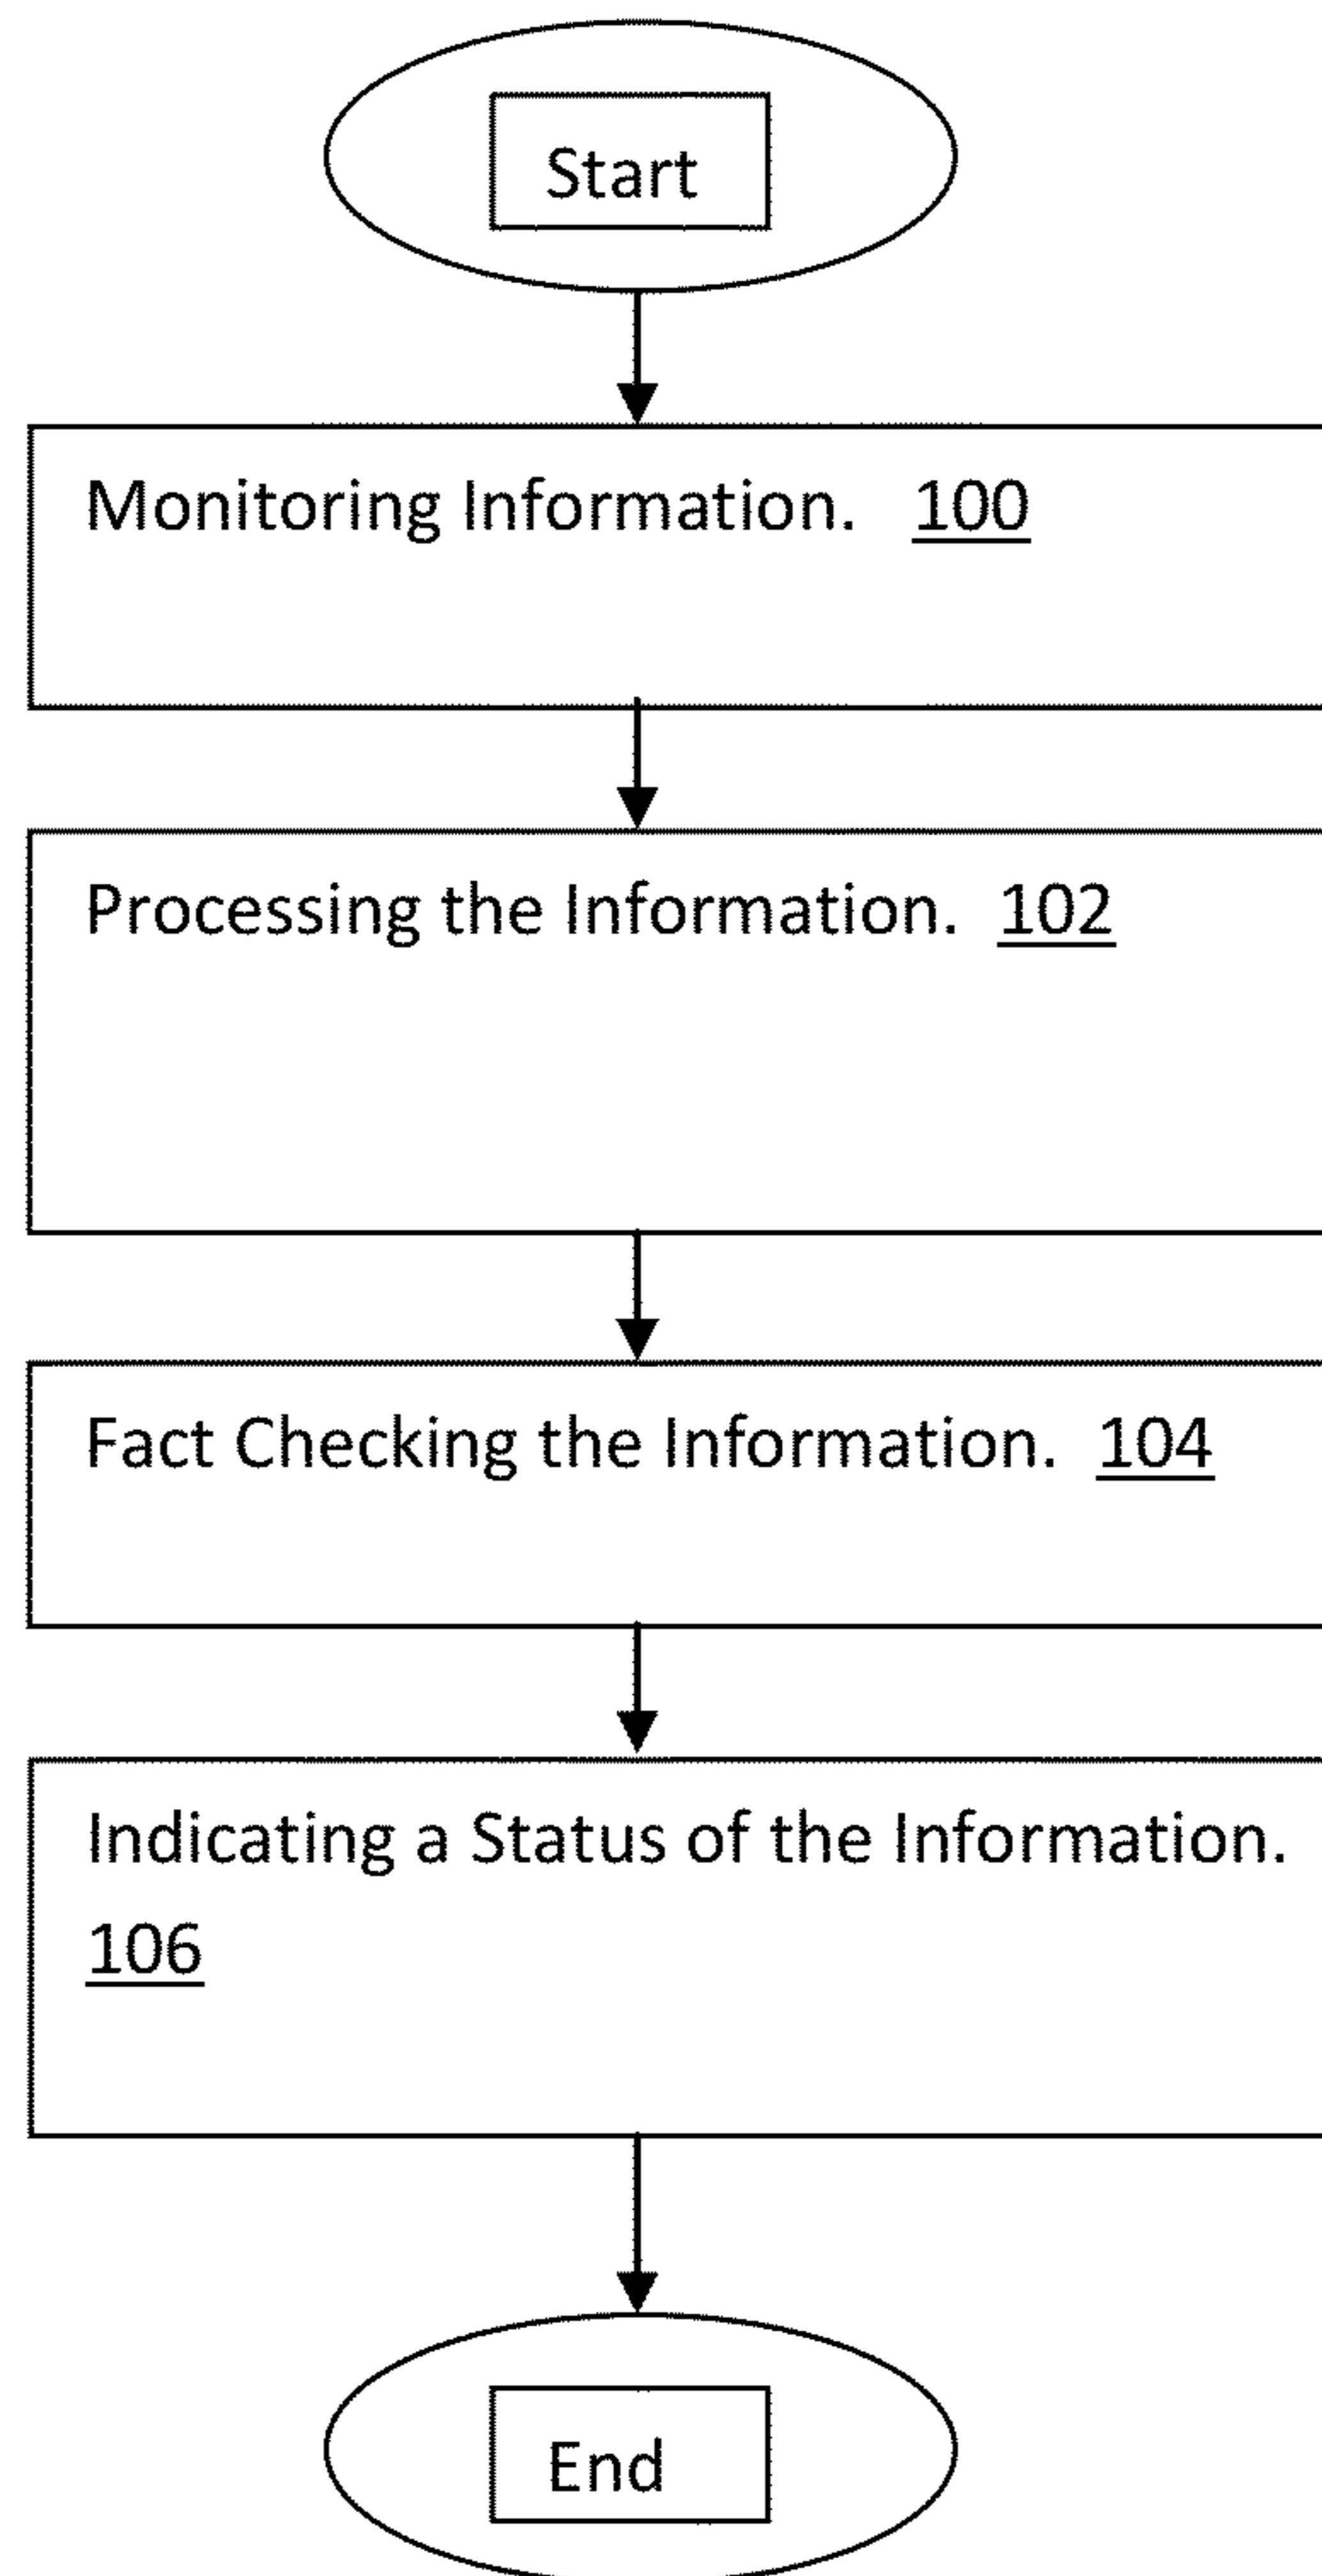 Start
Monitoring Information. 100
Processing the Information. 102
Fact Checking the Information. 104
Indicating a Status of the Information.
106
End